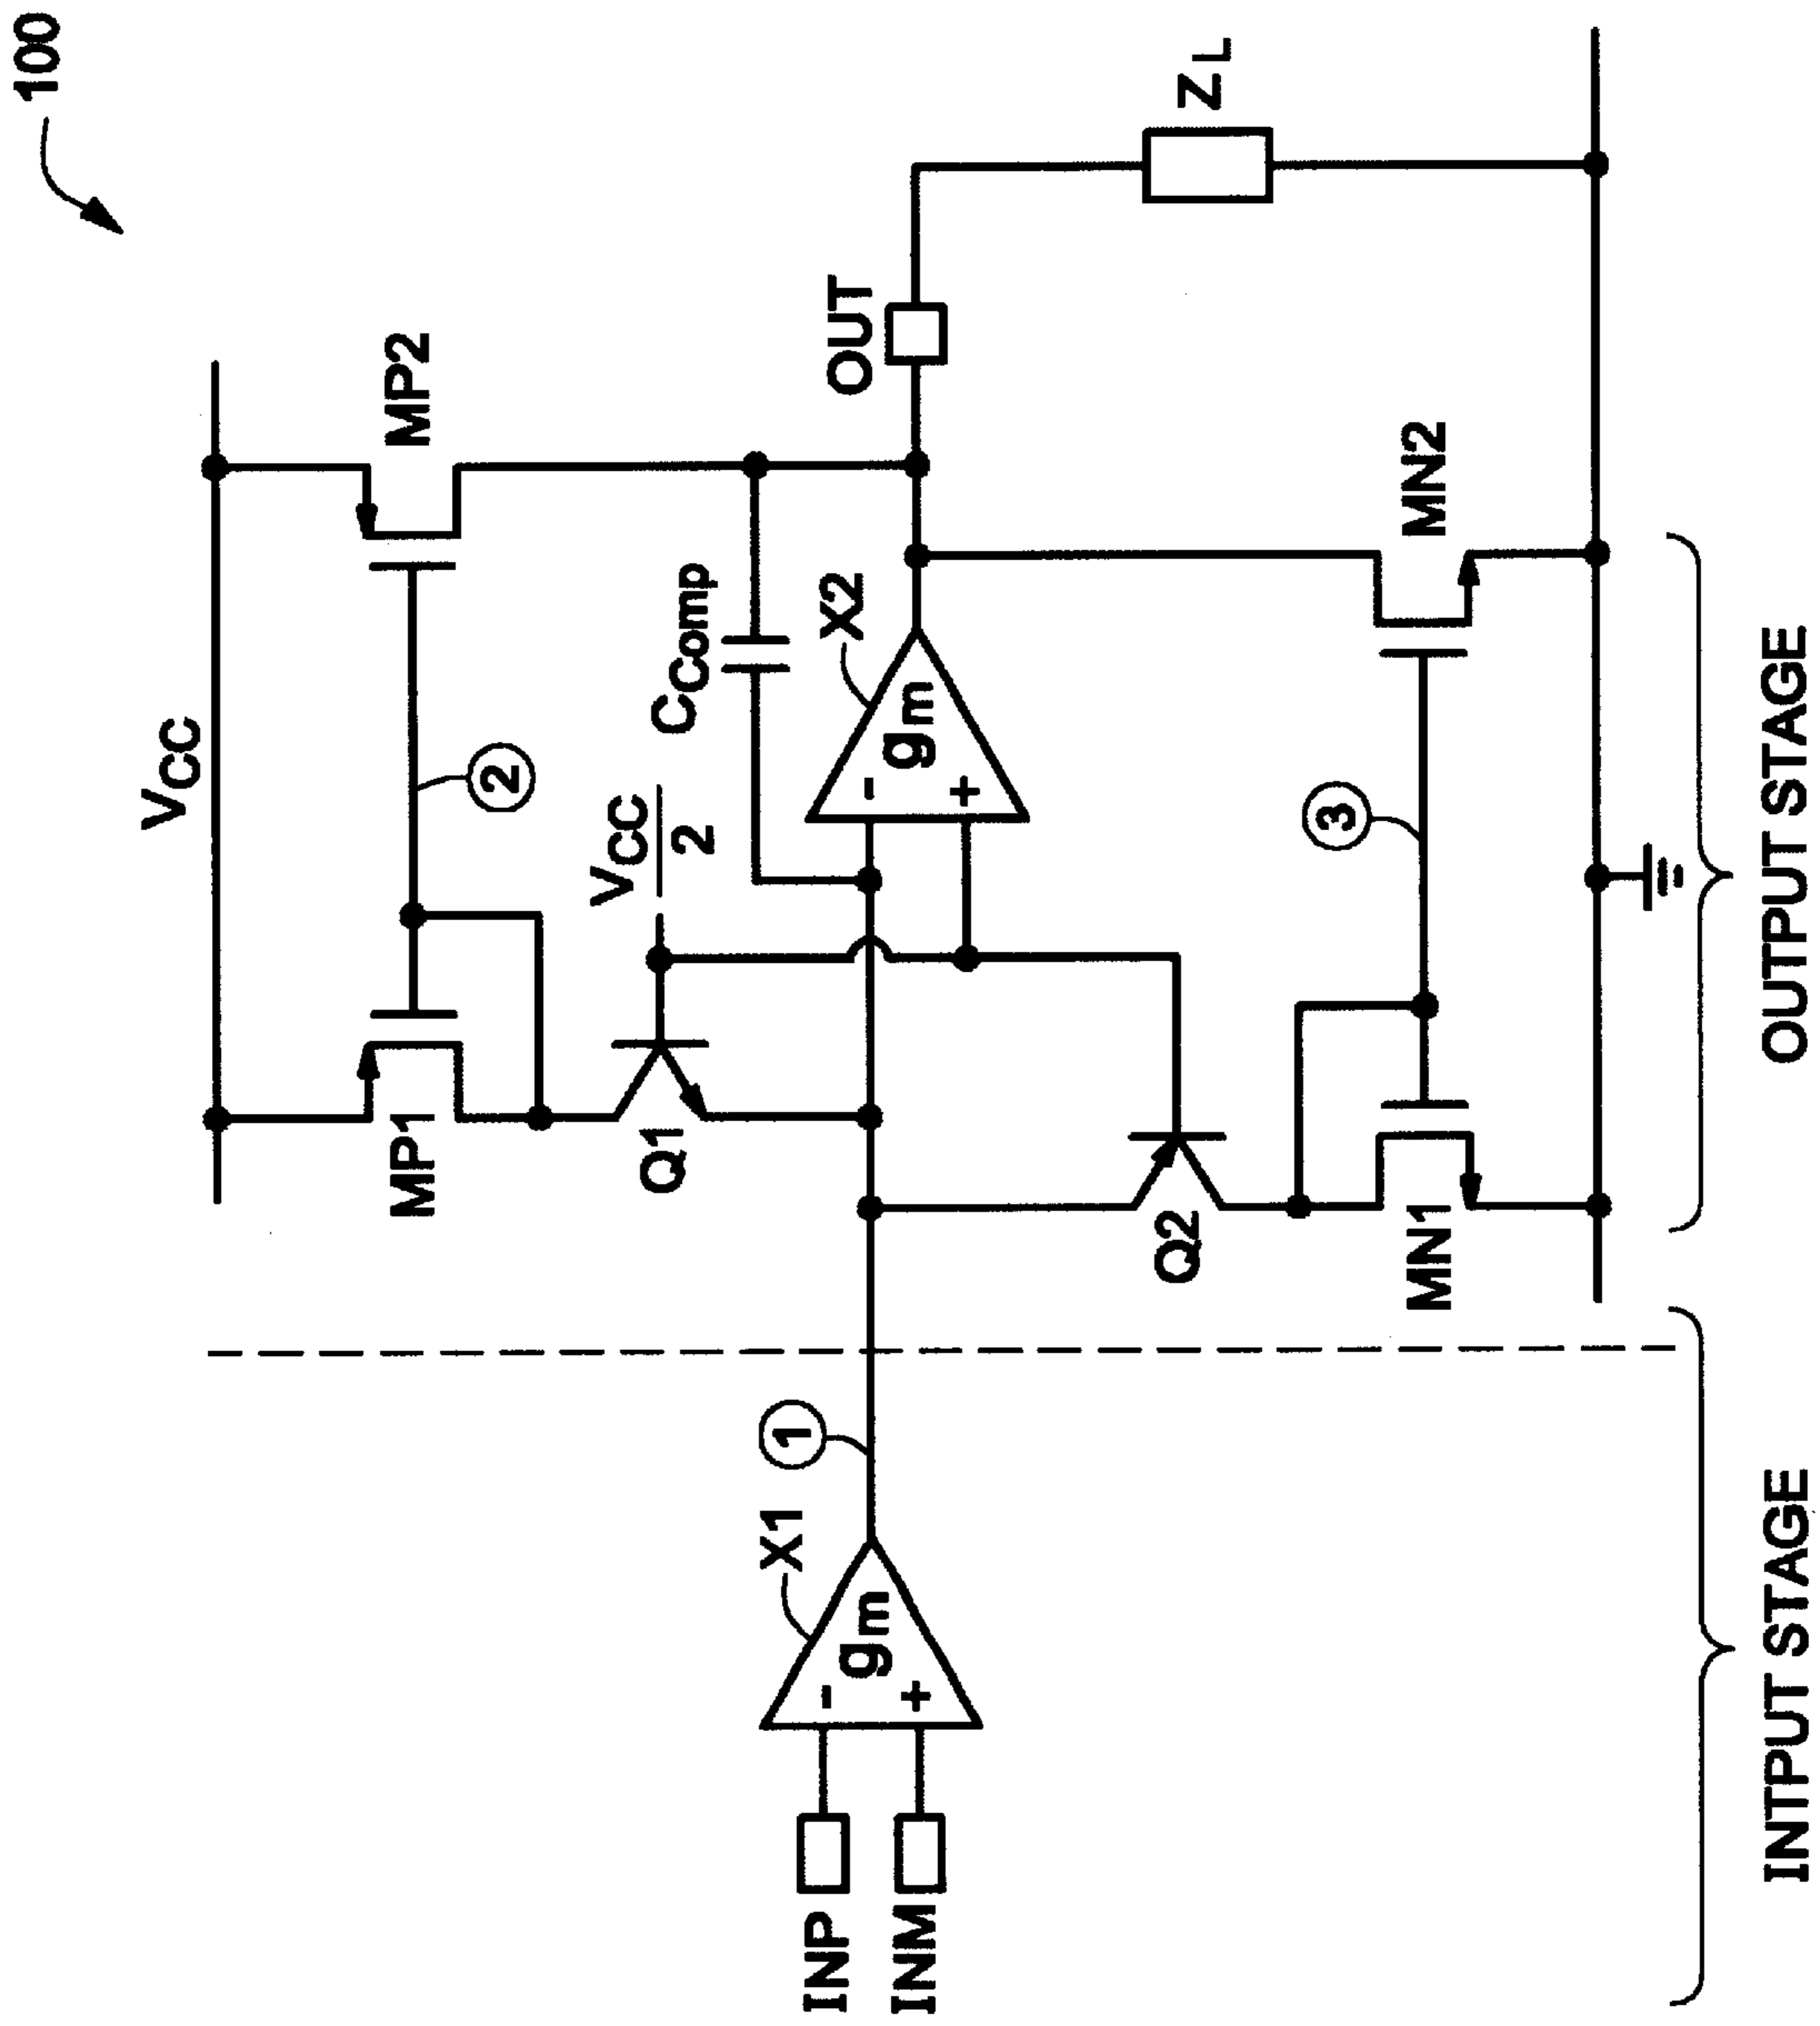 100
VCC
MP1
MP2
2
Q1
VCC
2
CComp
OUT
ZL
X1
1
X2
INP
INM
-
gm
+
-
gm
+
Q2
3
MN1
MN2
INTPUT STAGE
OUTPUT STAGE